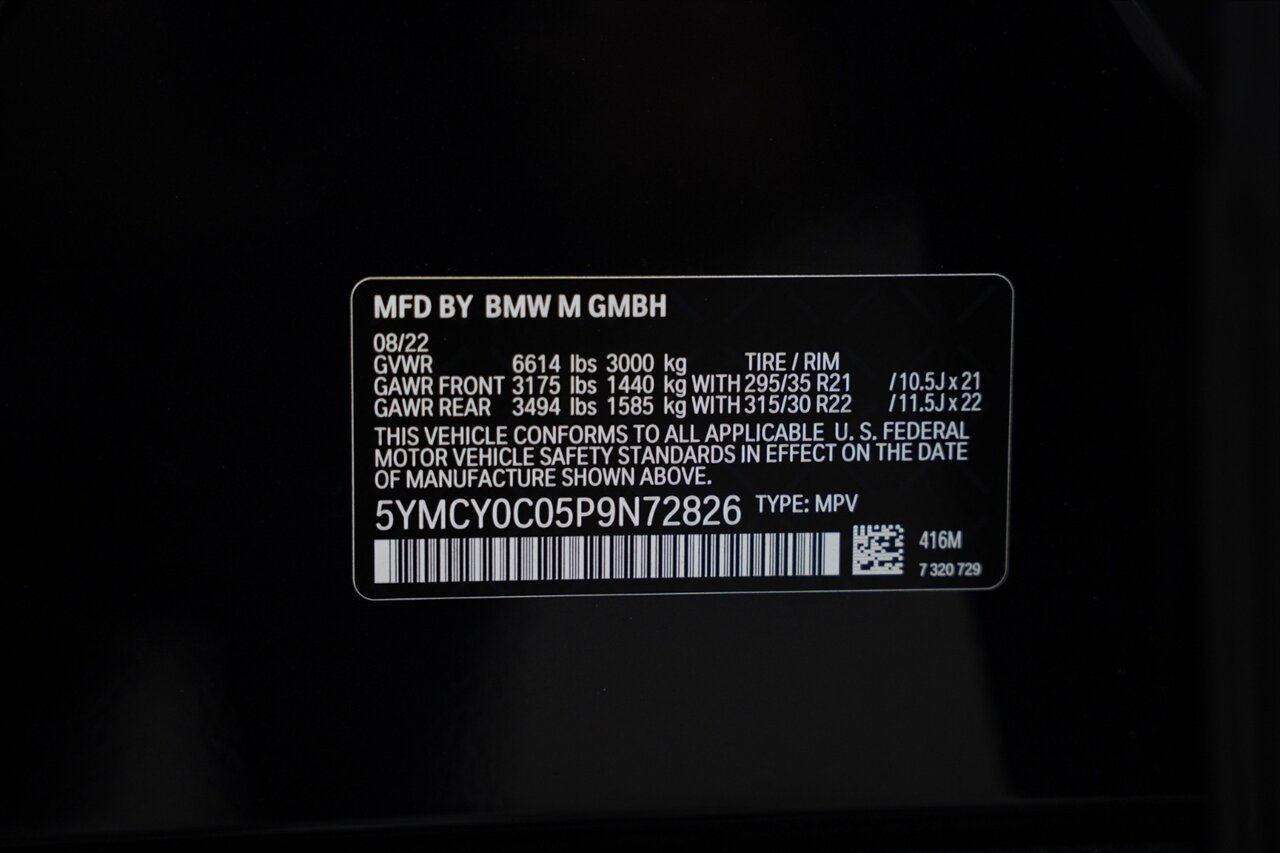 MFD BY BMW M GMBH
08/22
GVWR 6614 lbs 3000 kg TIRE / RIM
GAWR FRONT 3175 lbs 1440 kg WITH 295/35 R21 / 10.5J x 21
GAWR REAR 3494 lbs 1585 kg WITH 315/30 R22 / 11.5J x 22
THIS VEHICLE CONFORMS TO ALL APPLICABLE U. S. FEDERAL
MOTOR VEHICLE SAFETY STANDARDS IN EFFECT ON THE DATE
OF MANUFACTURE SHOWN ABOVE.
5YMCY0C05P9N72826 TYPE: MPV
416M
7 320 729